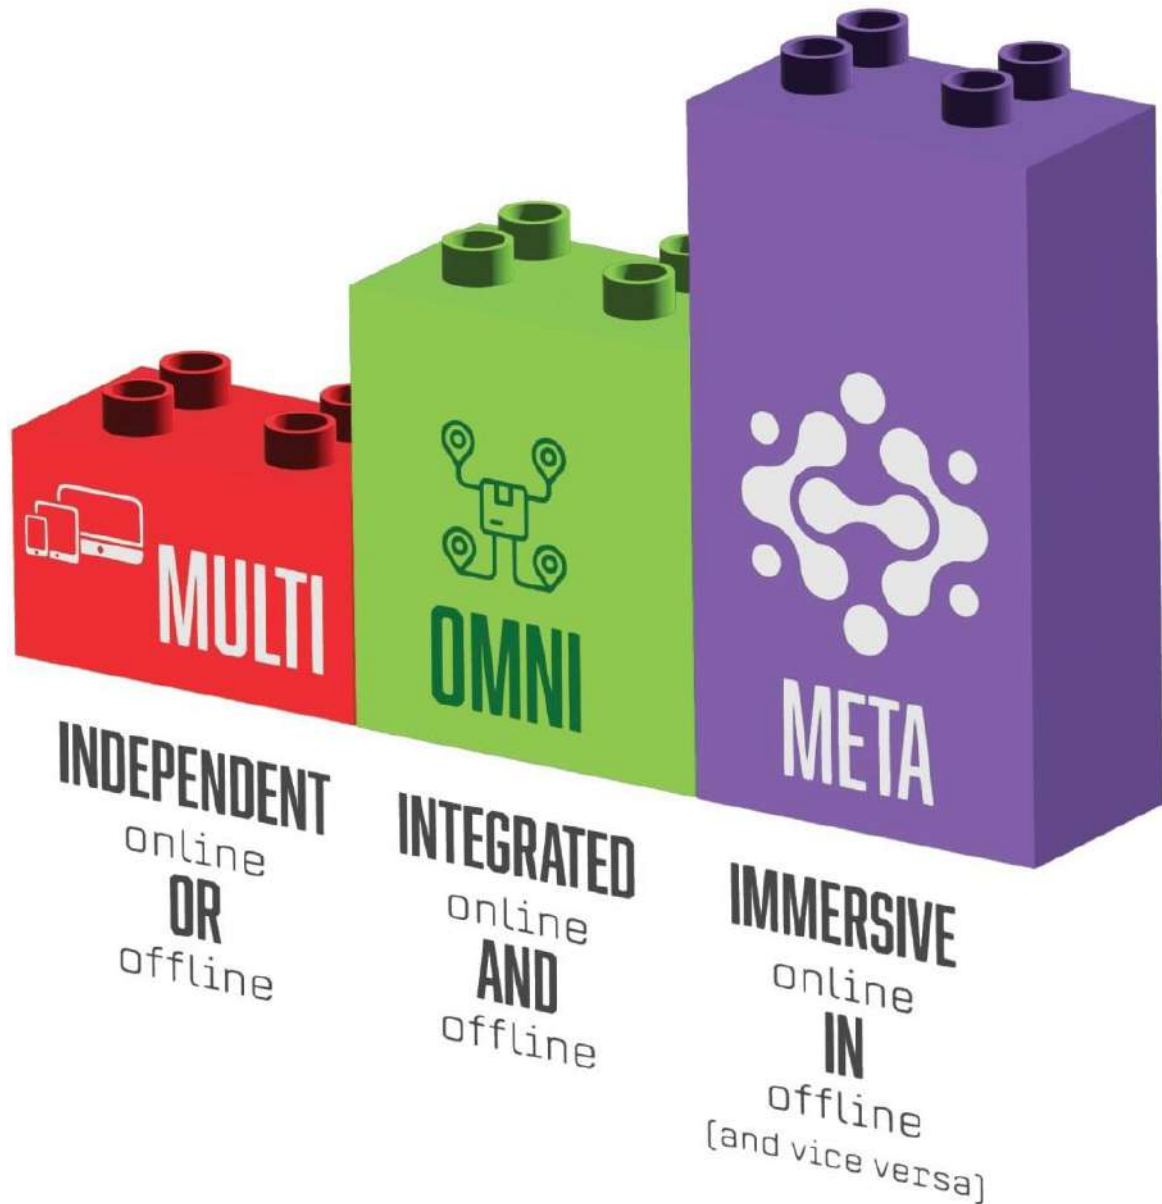 MULTI
OMNI
META
INDEPENDENT
online
OR
offline
INTEGRATED
online
AND
offline
IMMERSIVE
online
IN
offline
(and vice versa)